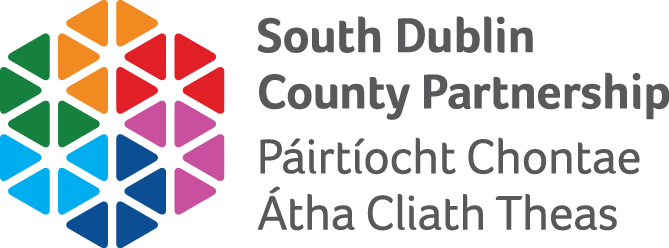 South Dublin
County Partnership
Páirtíocht Chontae
Átha Cliath Theas